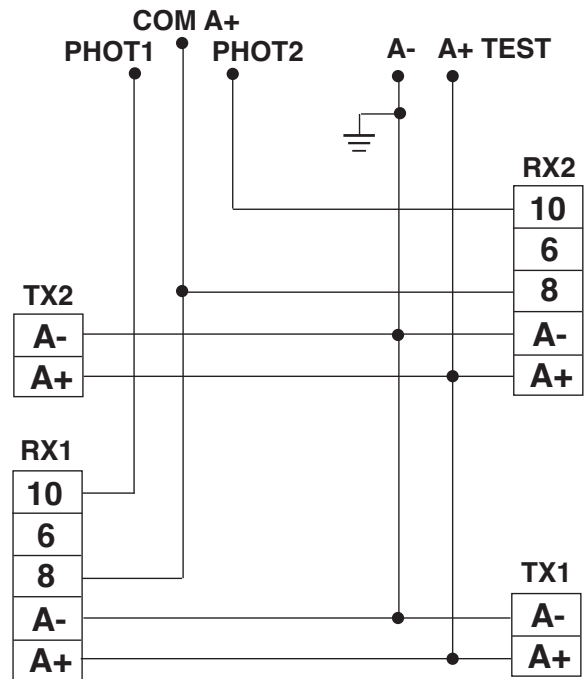 COM A+
PHOT1 PHOT2 A- A+ TEST
RX2
10
6
8
A-
A+
TX2
A-
A+
RX1
10
6
8
A-
A+
TX1
A-
A+